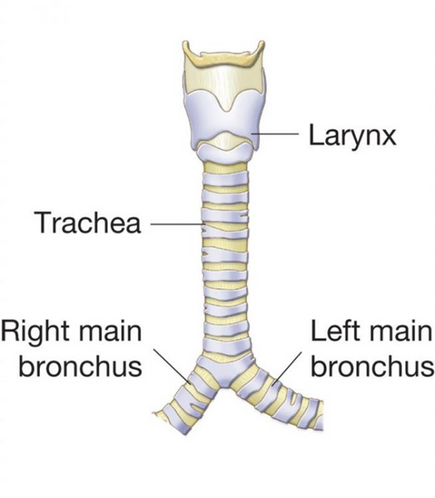 Larynx
Trachea
Right main
bronchus
Left main
bronchus